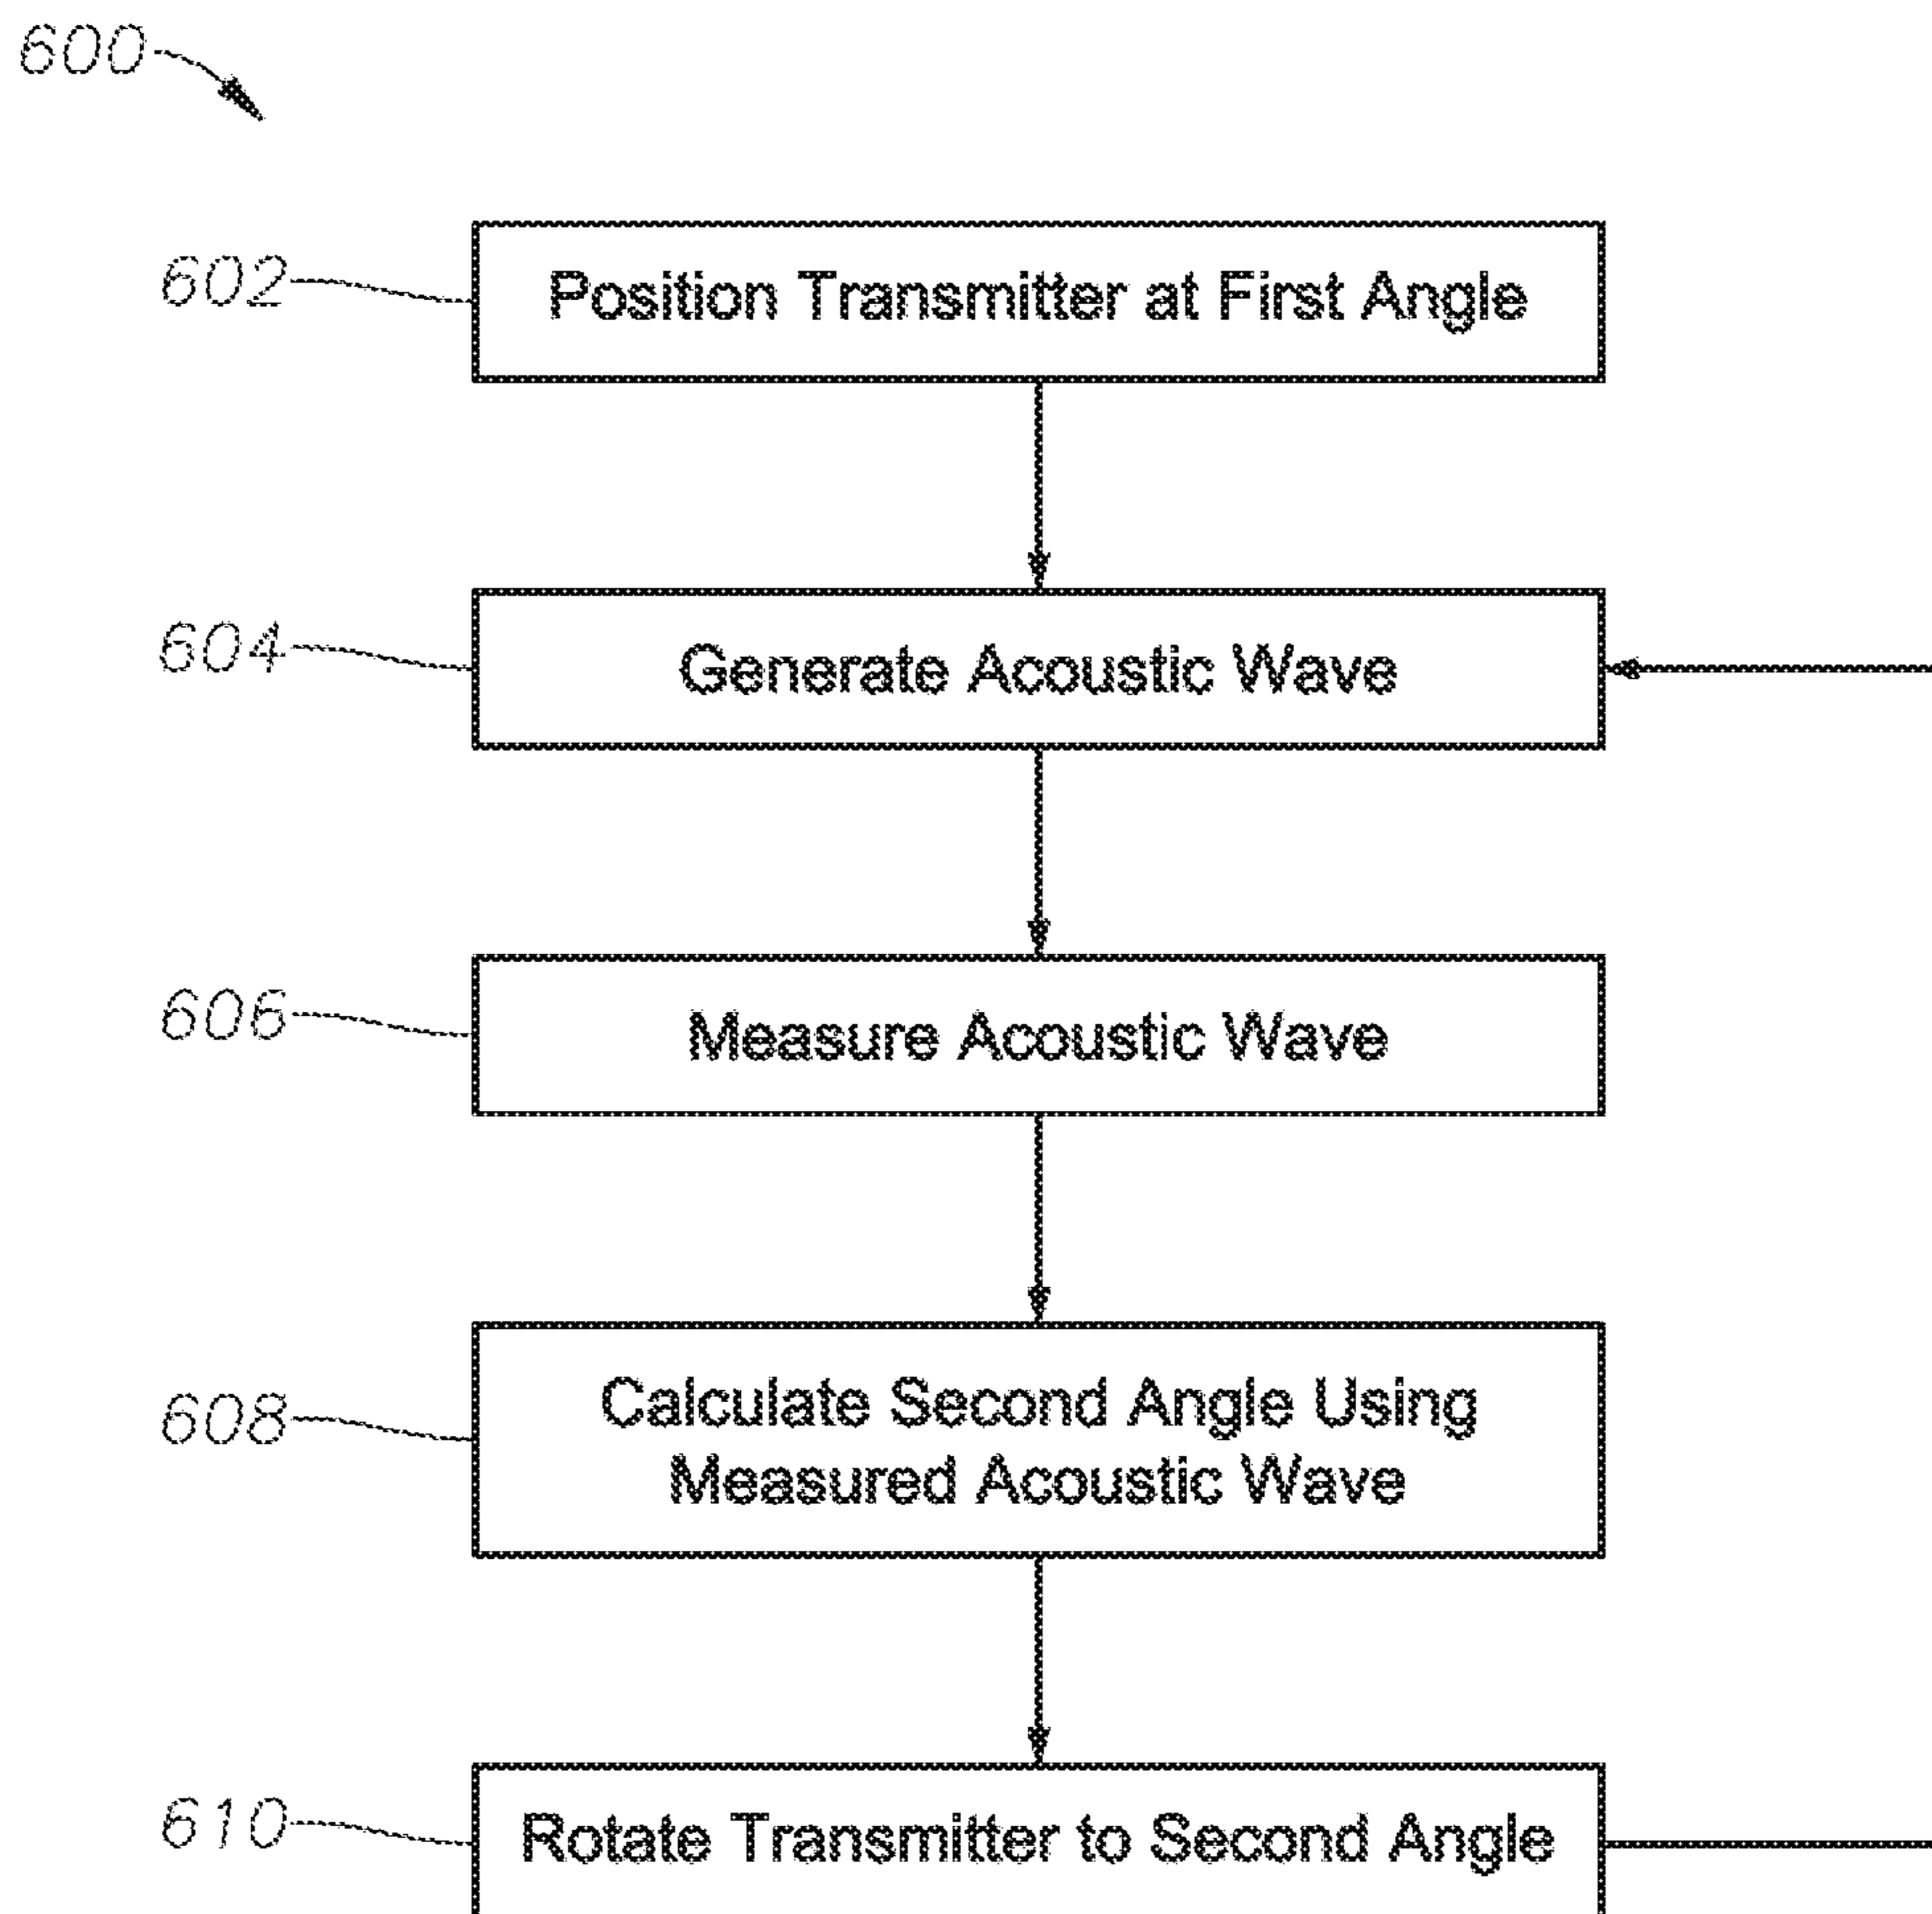 600
602
Position Transmitter at First Angle
604
Generate Acoustic Wave
606
Measure Acoustic Wave
608
Calculate Second Angle Using
Measured Acoustic Wave
610
Rotate Transmitter to Second Angle